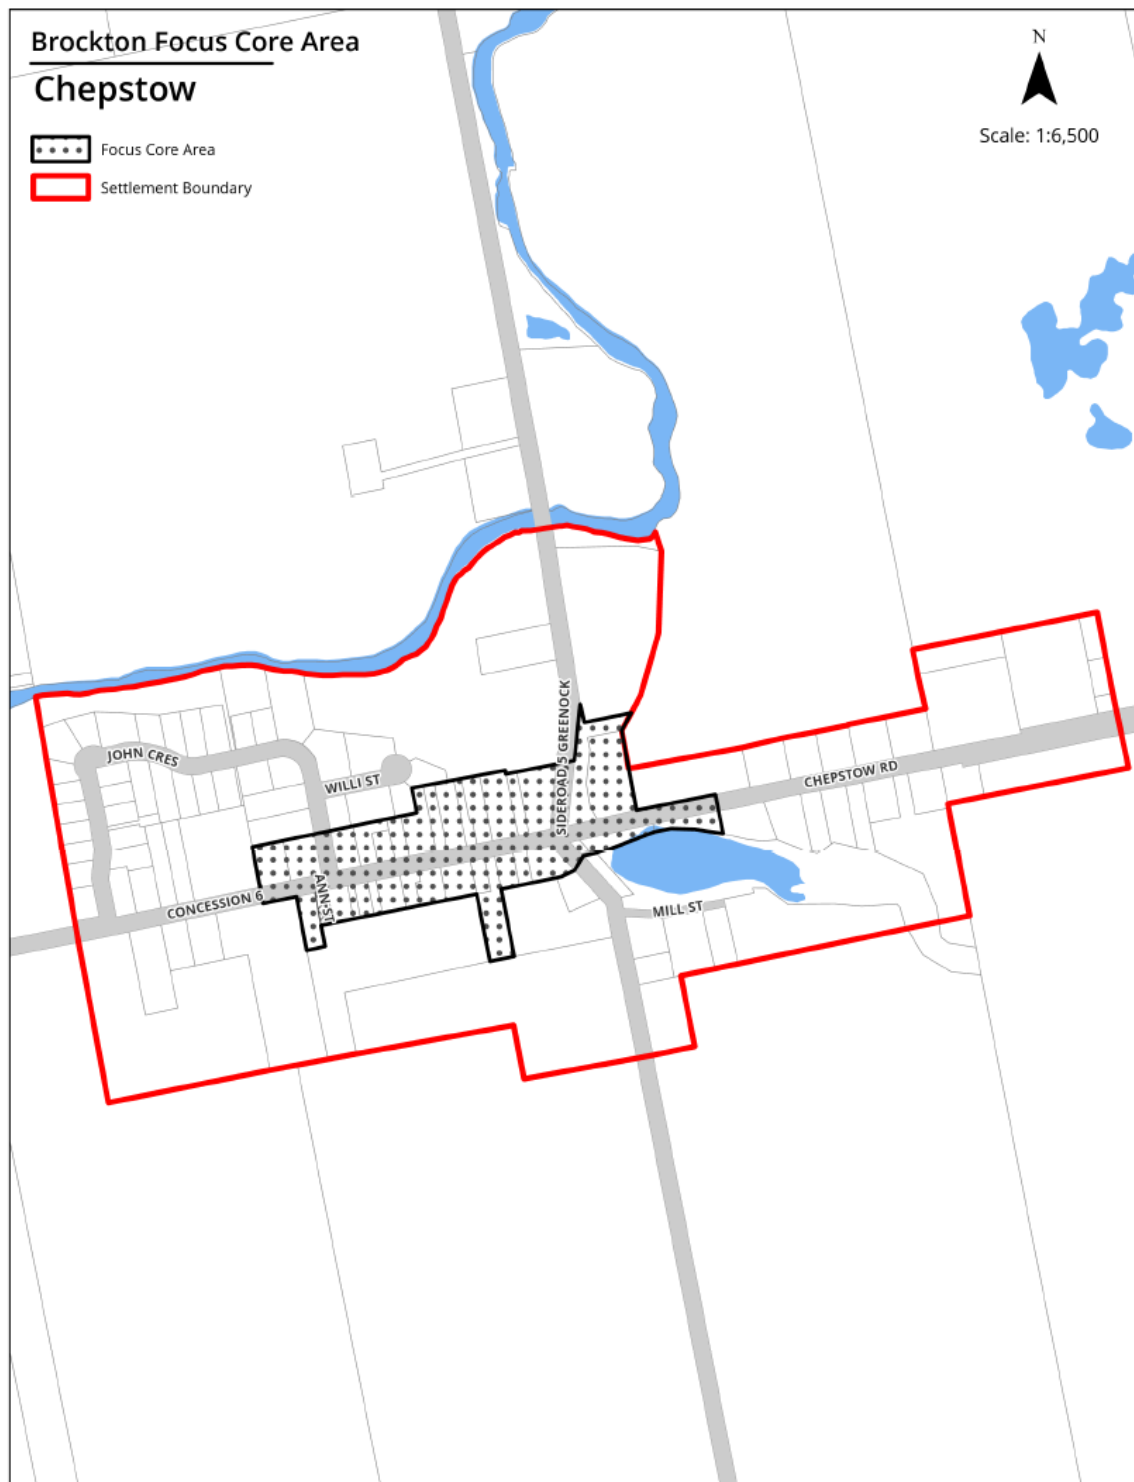 Brockton Focus Core Area
Chepstow
Focus Core Area
Settlement Boundary
N
Scale: 1:6,500
SIDEROAD 5 GREENOCK
JOHN CRES
WILLI ST
CHEPSTOW RD
CONCESSION 6
ANN ST
MILL ST